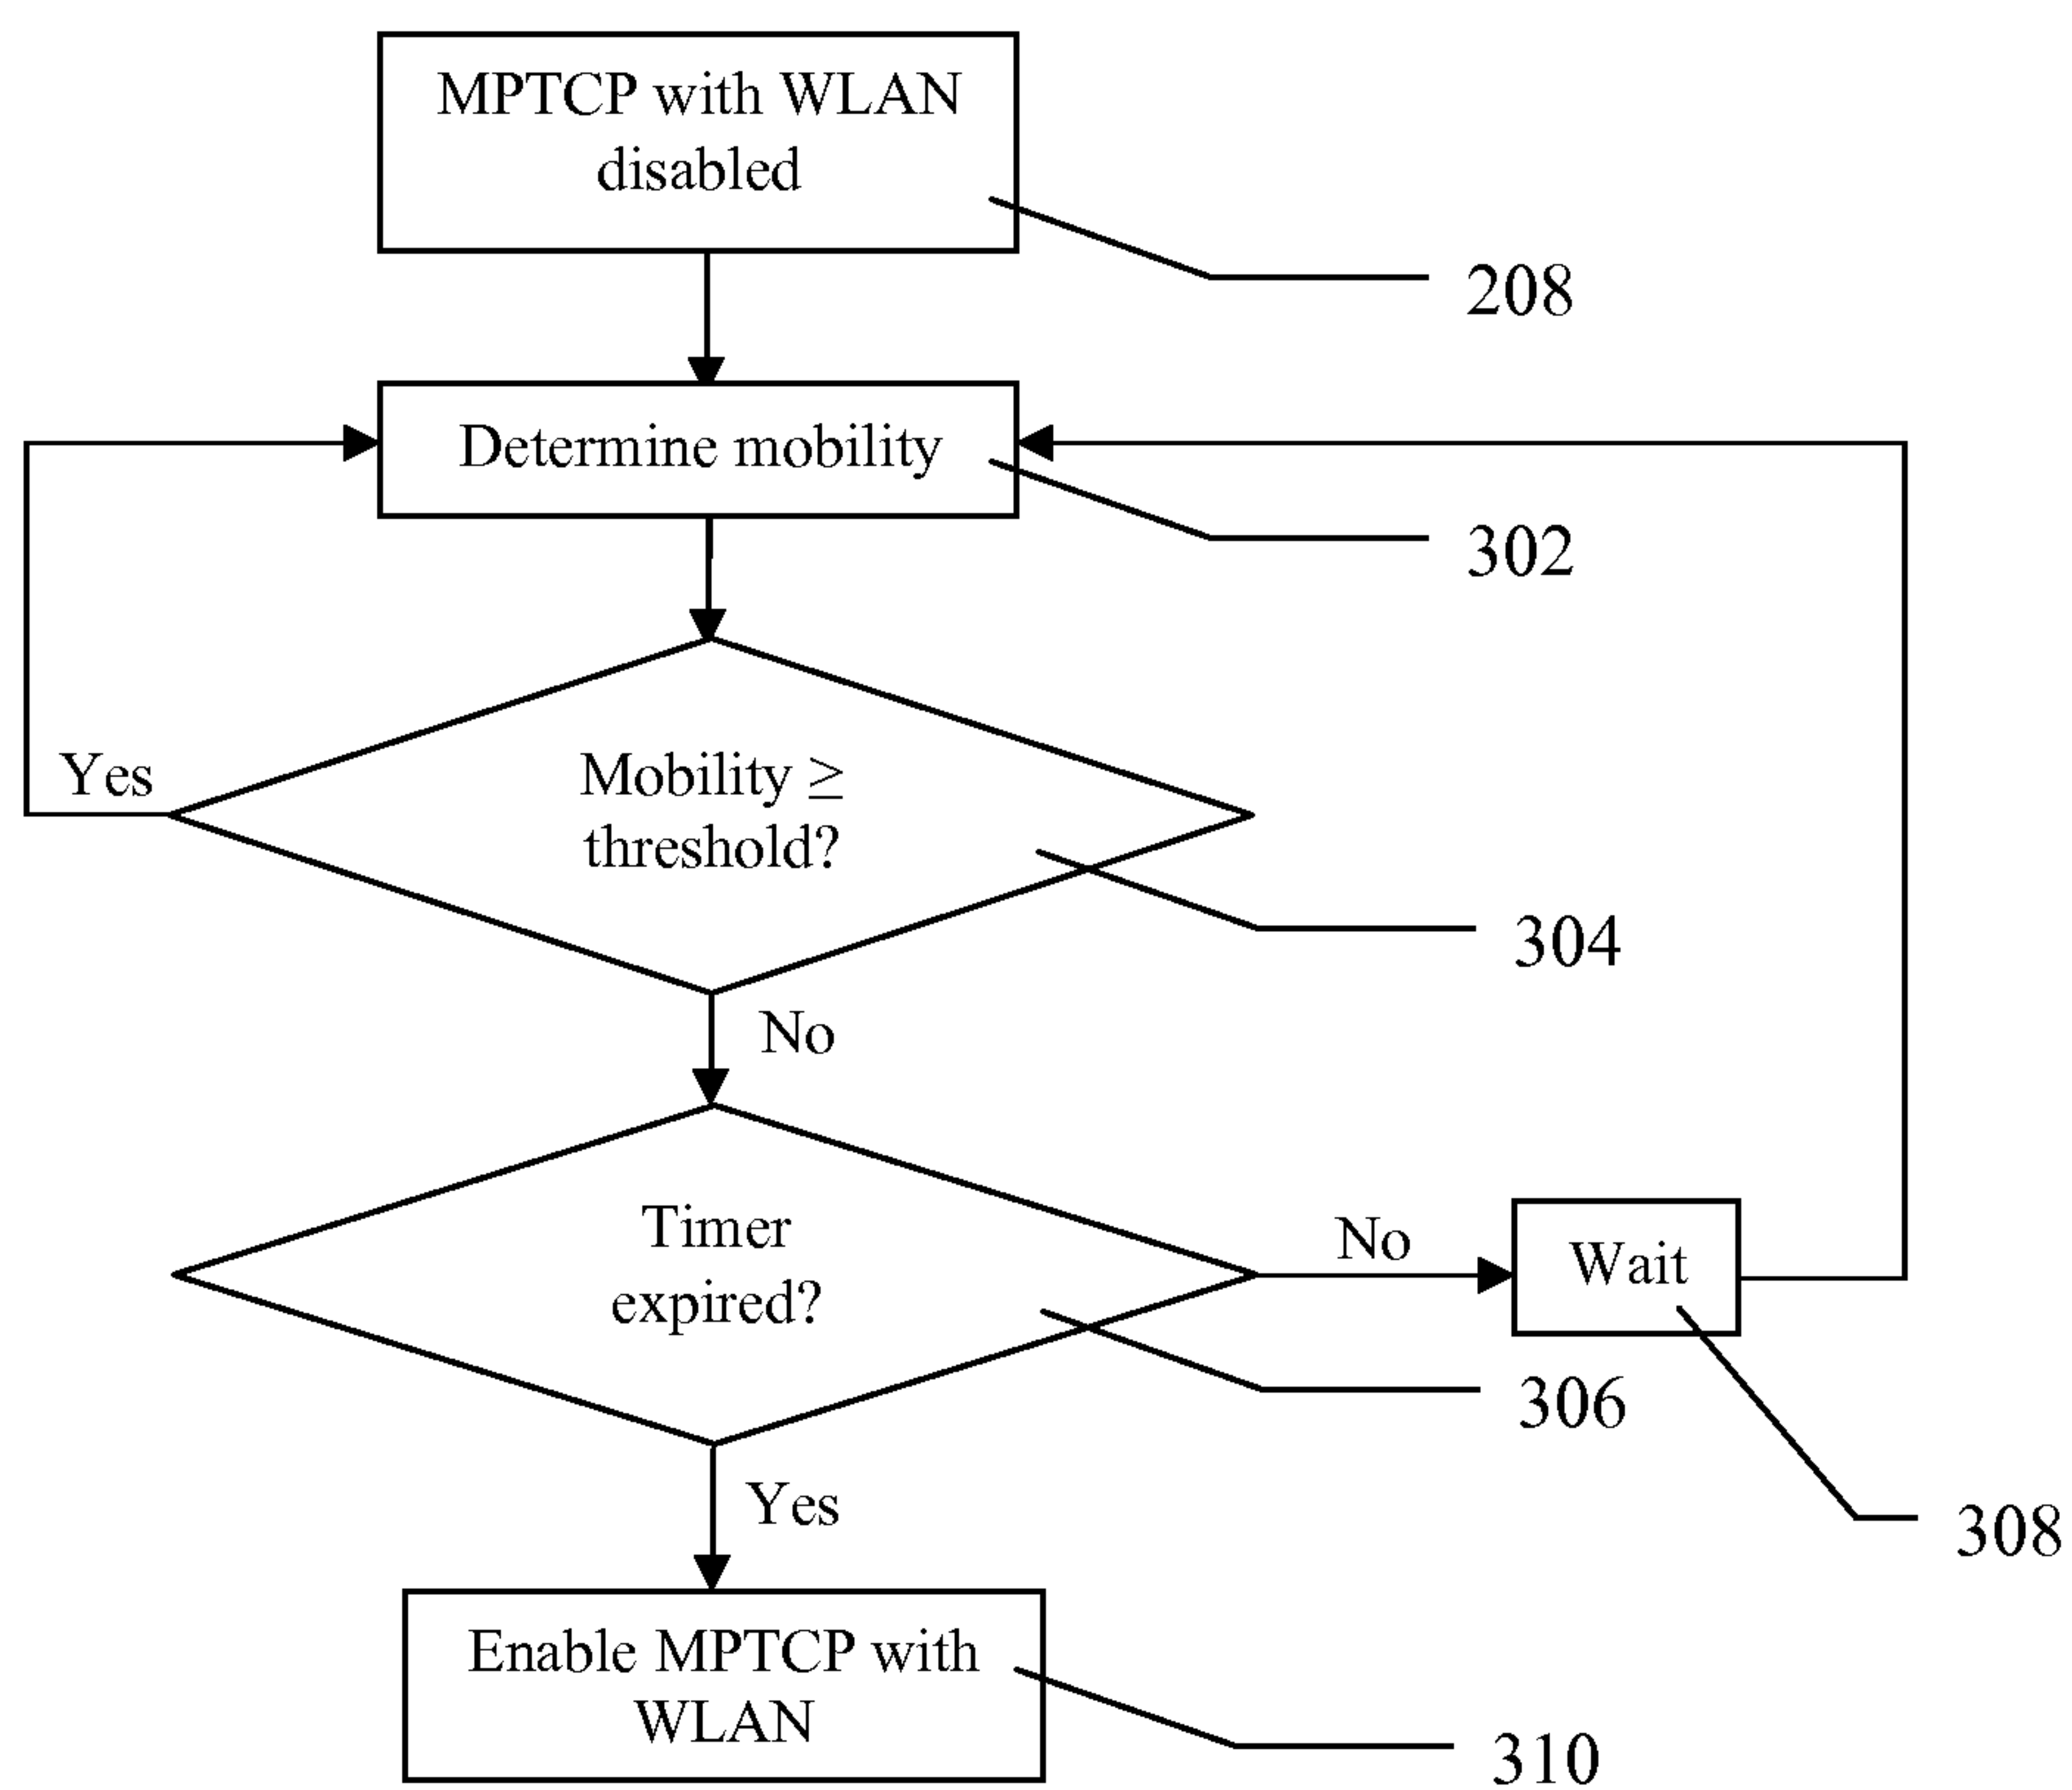 MPTCP with WLAN
disabled
208
Determine mobility
302
Yes
Mobility ≥
threshold?
304
No
Timer
expired?
No
Wait
306
308
Yes
Enable MPTCP with
WLAN
310